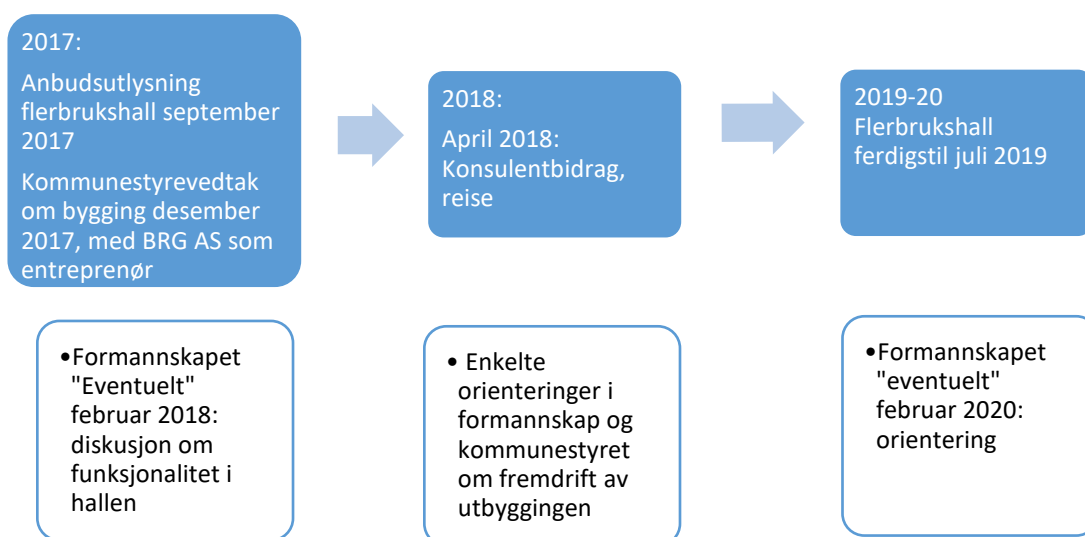 2017:
Anbudsutlysning
flerbrukshall september
2017
Kommunestyrevedtak
om bygging desember
2017, med BRG AS som
entreprenør
2018:
April 2018:
Konsulentbidrag,
reise
2019-20
Flerbrukshall
ferdigstil juli 2019
•Formannskapet
"Eventuelt"
februar 2018:
diskusjon om
funksjonalitet i
hallen
• Enkelte
orienteringer i
formannskap og
kommunestyret
om fremdrift av
utbyggingen
•Formannskapet
"eventuelt"
februar 2020:
orientering